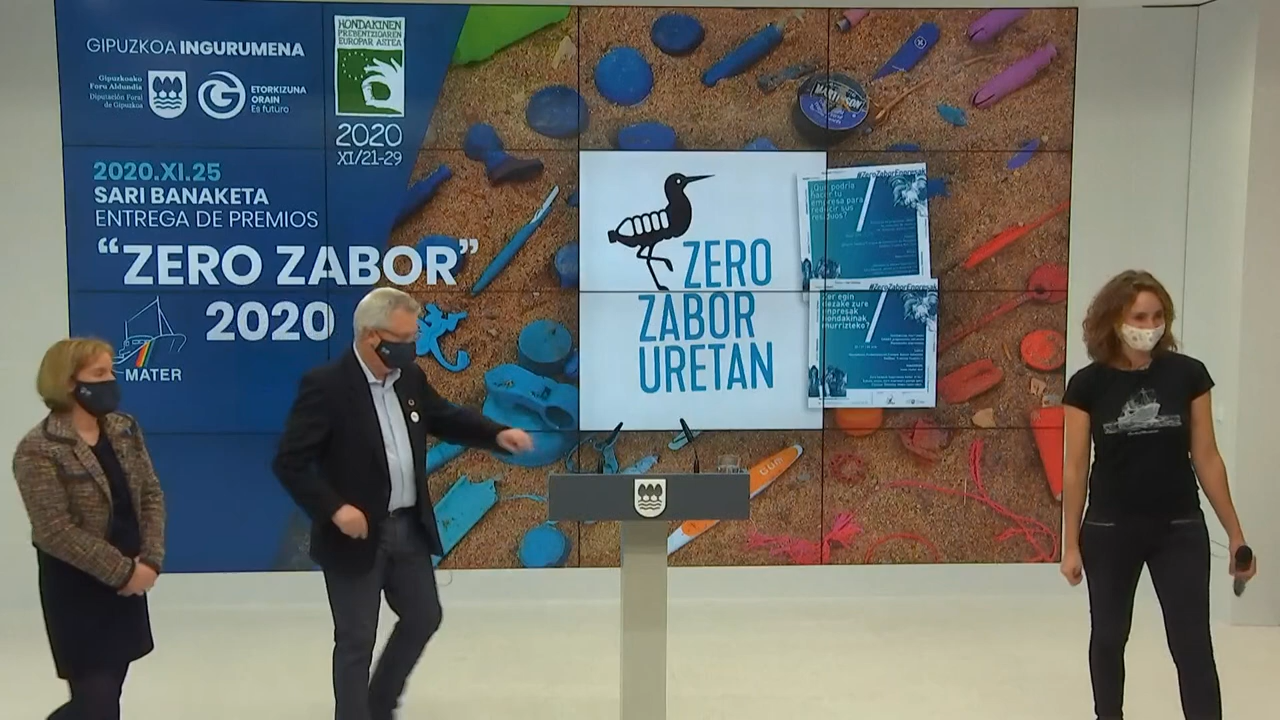 GIPUZKOA INGURUMENA
Gipuzkoako
Foru Aldundia
Diputación Foral
de Gipuzkoa
ETORKIZUNA
ORAIN
Es futuro
HONDAKINEN
PREBENTZIOAREN
EUROPAR ASTEA
2020
XI/21-29
2020.XI.25
SARI BANAKETA
ENTREGA DE PREMIOS
“ZERO ZABOR”
2020
MATER
ZERO
ZABOR
URETAN
#ZeroZaborEnpresak
¿Qué podría
hacer tu
empresa para
reducir sus
residuos?
#ZeroZaborEnpresak
Zer egin
dezake zure
enpresak
hondakinak
murrizteko?